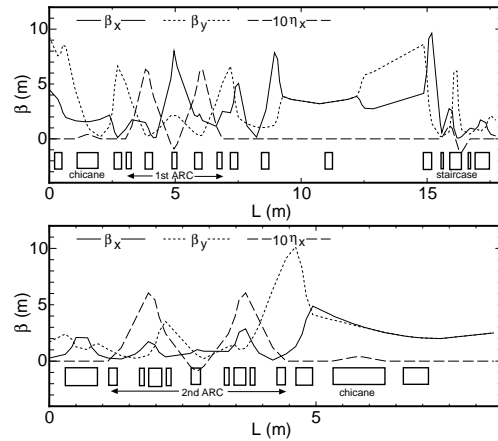 β_x β_y 10η_x
10
5
0
β (m)
chicane 1st ARC staircase
0 5 10 15
L (m)
β_x β_y 10η_x
10
5
0
β (m)
2nd ARC chicane
0 5
L (m)